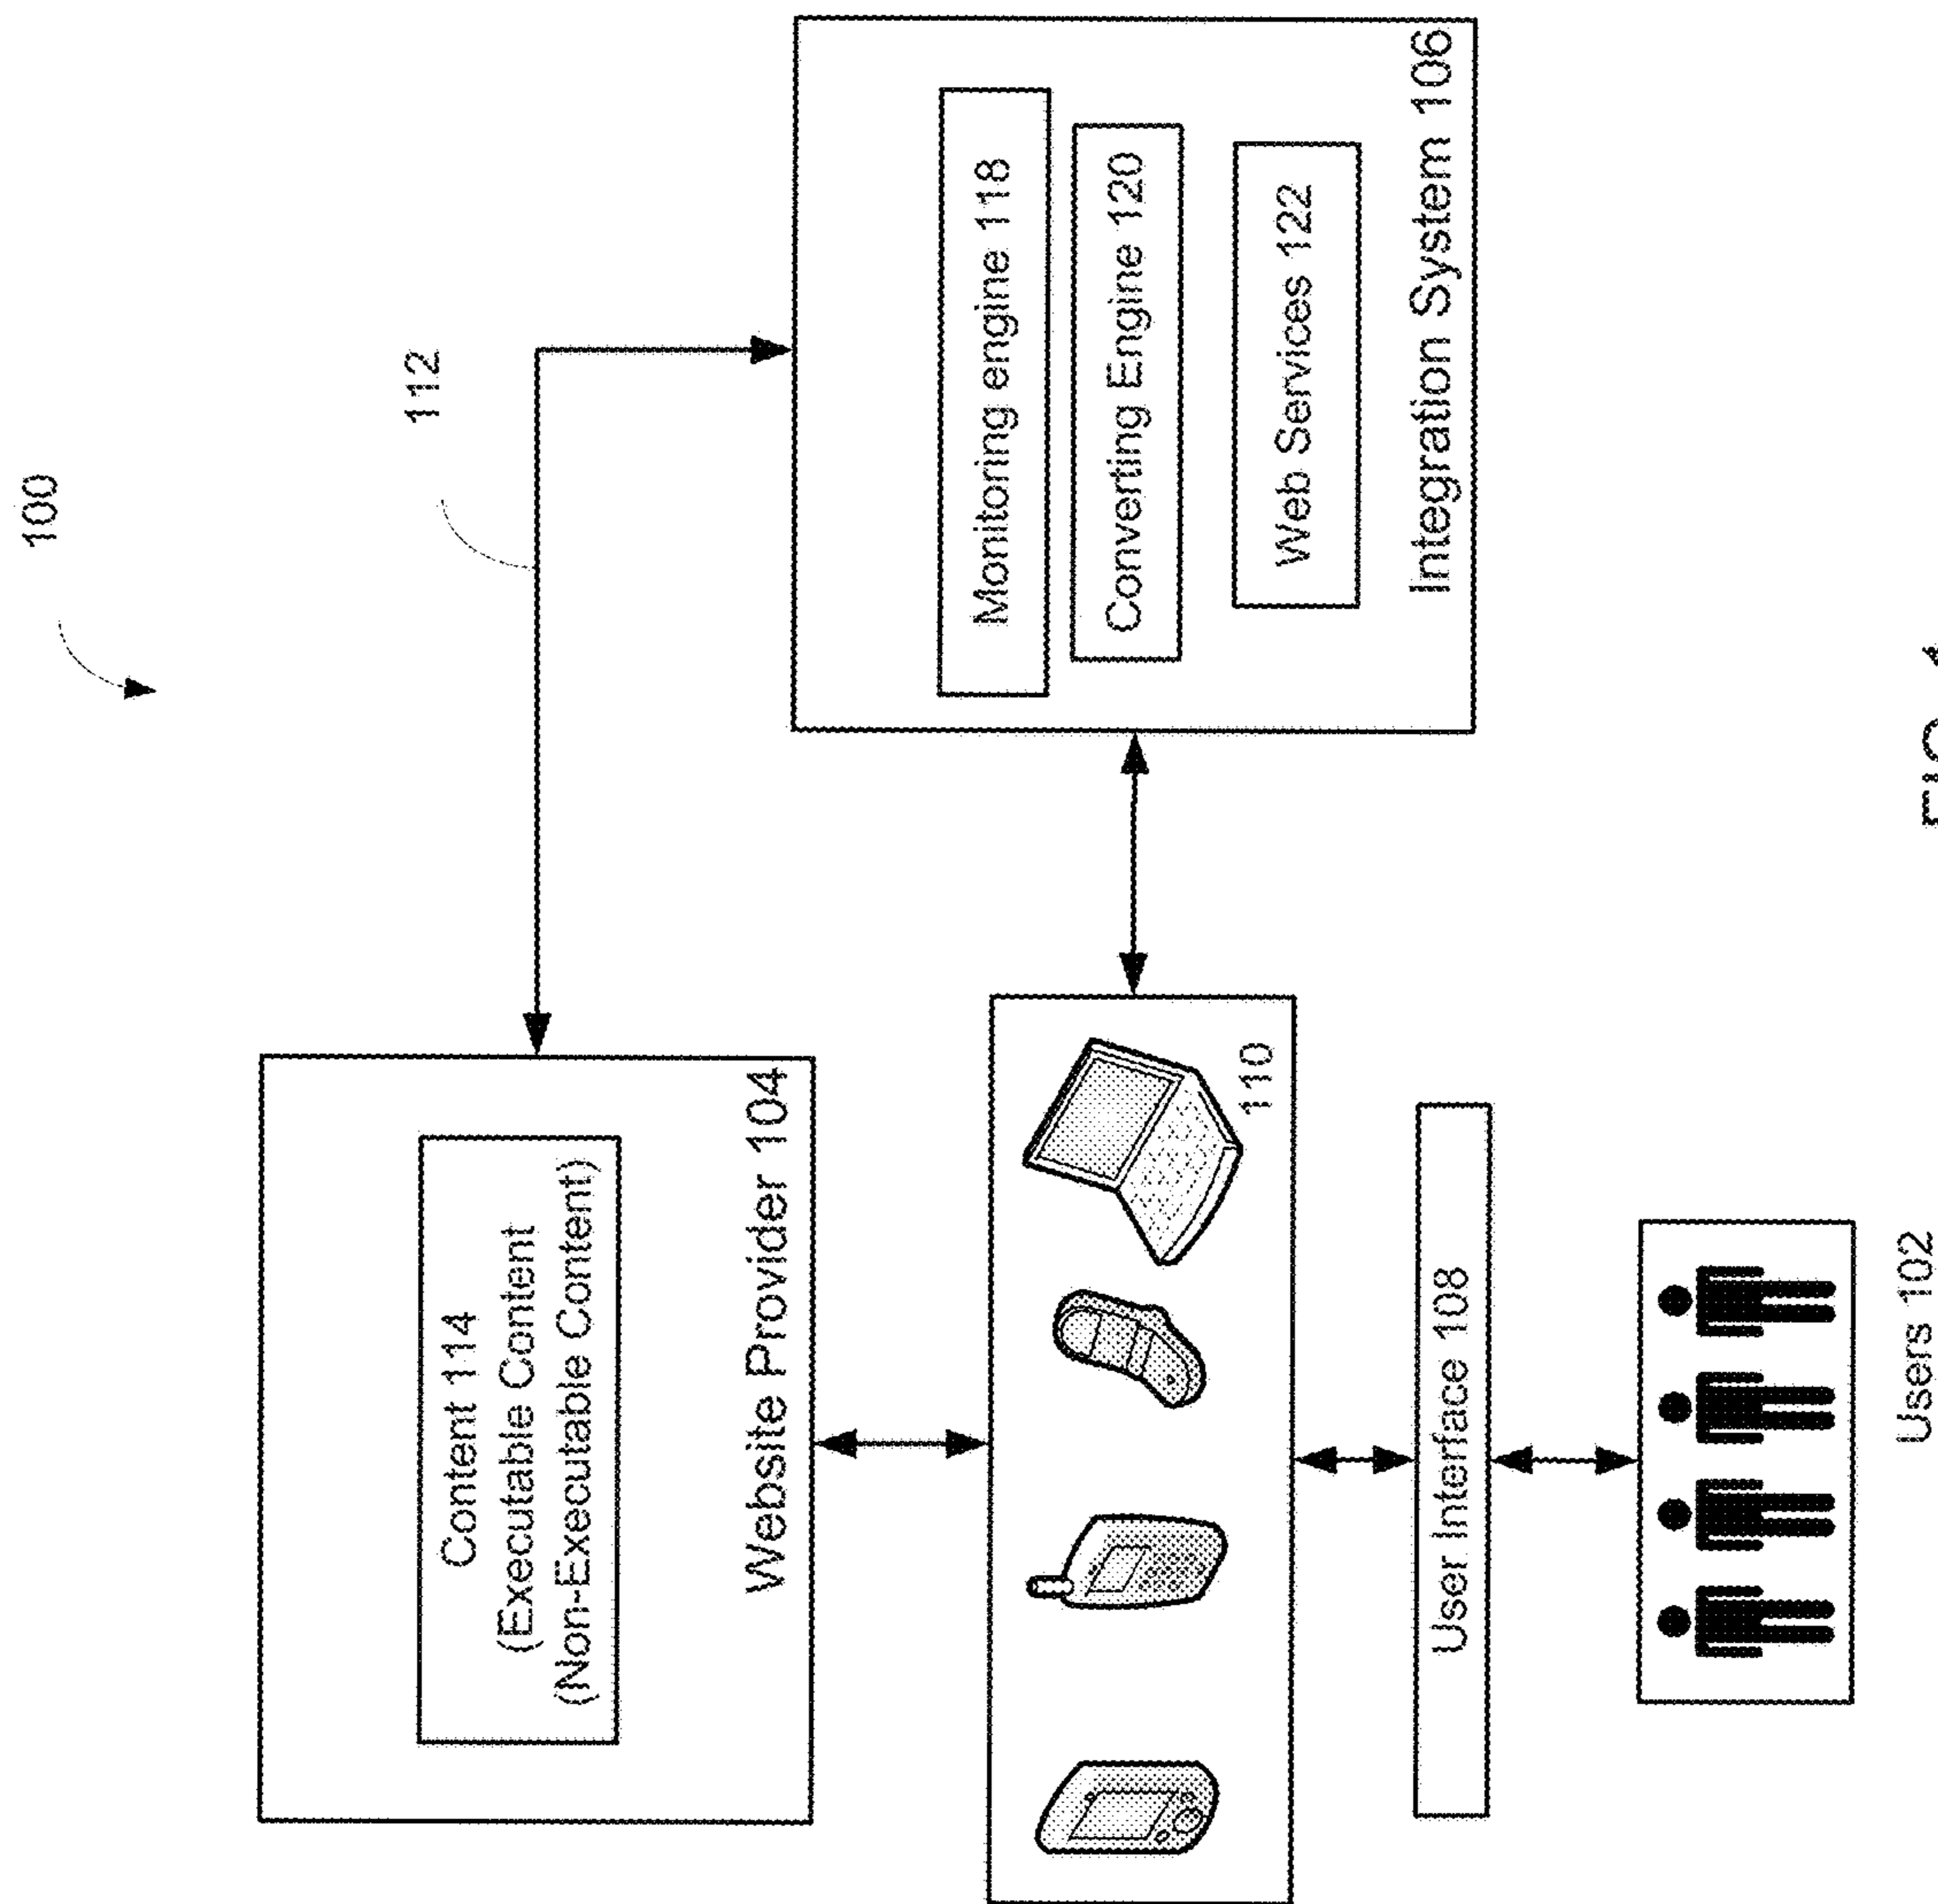 100
112
Content 114
(Executable Content
(Non-Executable Content)
Website Provider 104
Monitoring engine 118
Converting Engine 120
Web Services 122
Integration System 106
110
User Interface 108
Users 102